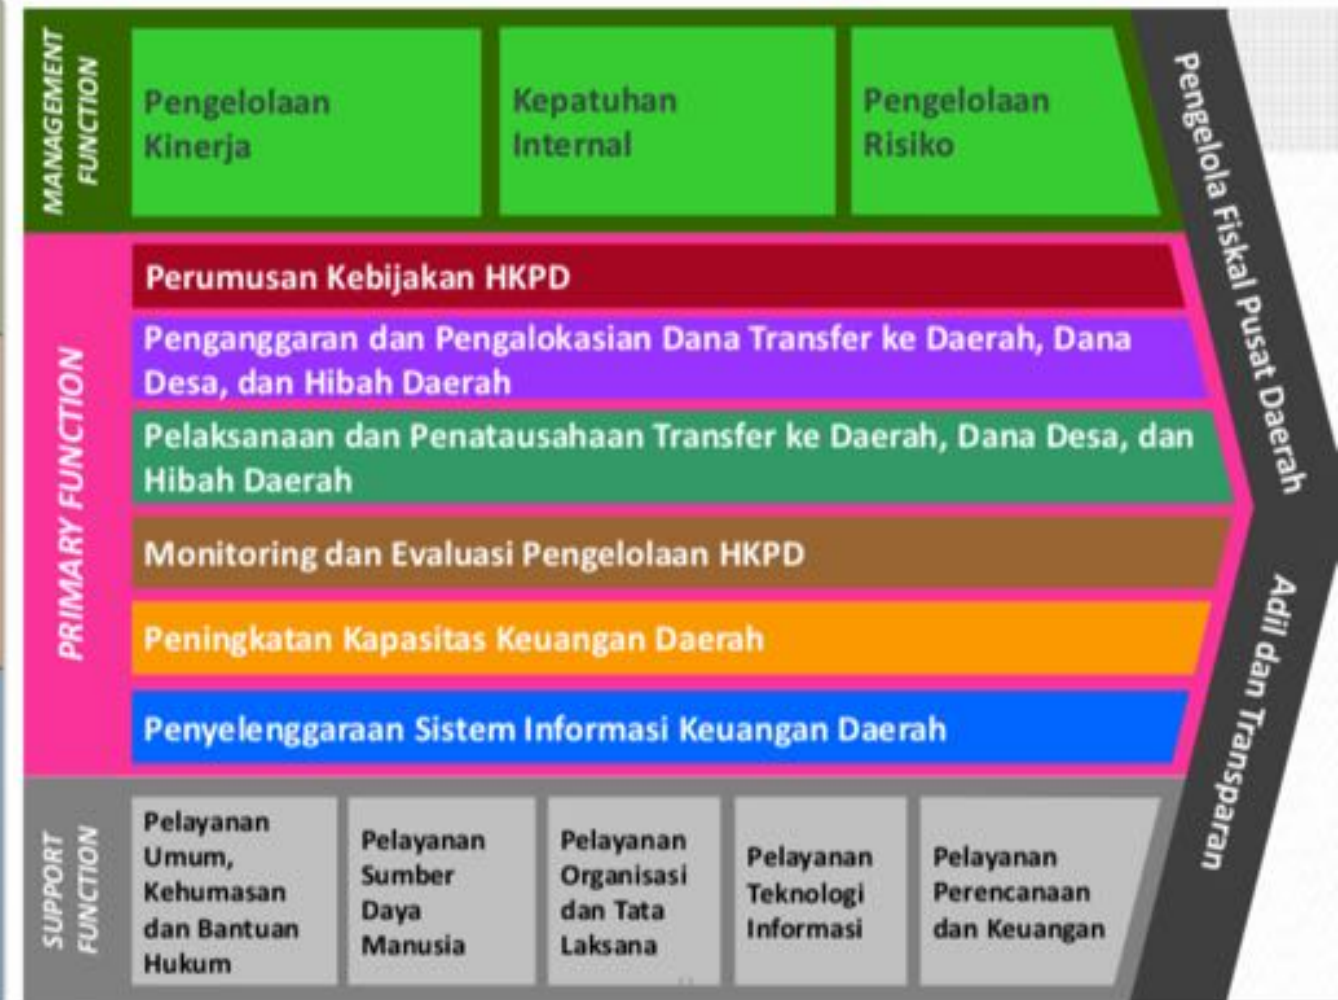 MANAGEMENT
FUNCTION
Pengelolaan
Kinerja
Kepatuhan
Internal
Pengelolaan
Risiko
PRIMARY FUNCTION
Perumusan Kebijakan HKPD
Penganggaran dan Pengalokasian Dana Transfer ke Daerah, Dana
Desa, dan Hibah Daerah
Pelaksanaan dan Penatausahaan Transfer ke Daerah, Dana Desa, dan
Hibah Daerah
Monitoring dan Evaluasi Pengelolaan HKPD
Peningkatan Kapasitas Keuangan Daerah
Penyelenggaraan Sistem Informasi Keuangan Daerah
SUPPORT
FUNCTION
Pelayanan
Umum,
Kehumasan
dan Bantuan
Hukum
Pelayanan
Sumber
Daya
Manusia
Pelayanan
Organisasi
dan Tata
Laksana
Pelayanan
Teknologi
Informasi
Pelayanan
Perencanaan
dan Keuangan
Pengelola Fiskal Pusat Daerah
Adil dan Transparan